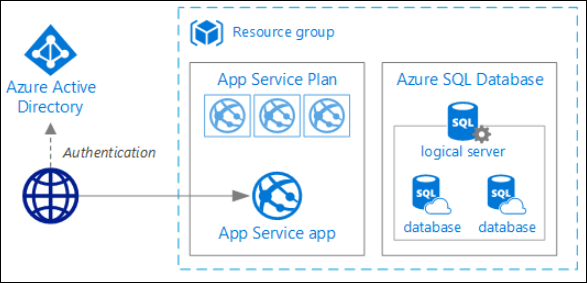 Resource group
Azure Active
Directory
Authentication
App Service Plan
App Service app
Azure SQL Database
SQL
logical server
SQL
SQL
database
database